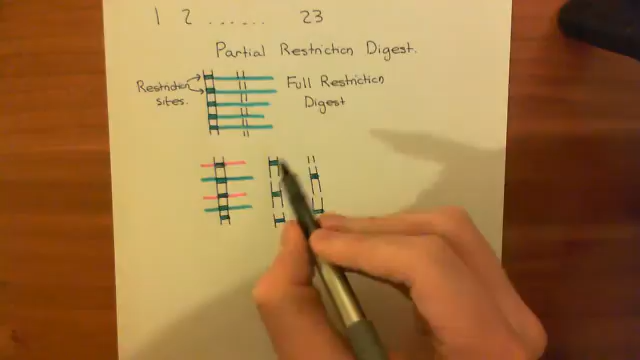 1 2 ...... 23
Partial Restriction Digest.
Restriction
sites.
Full Restriction
Digest